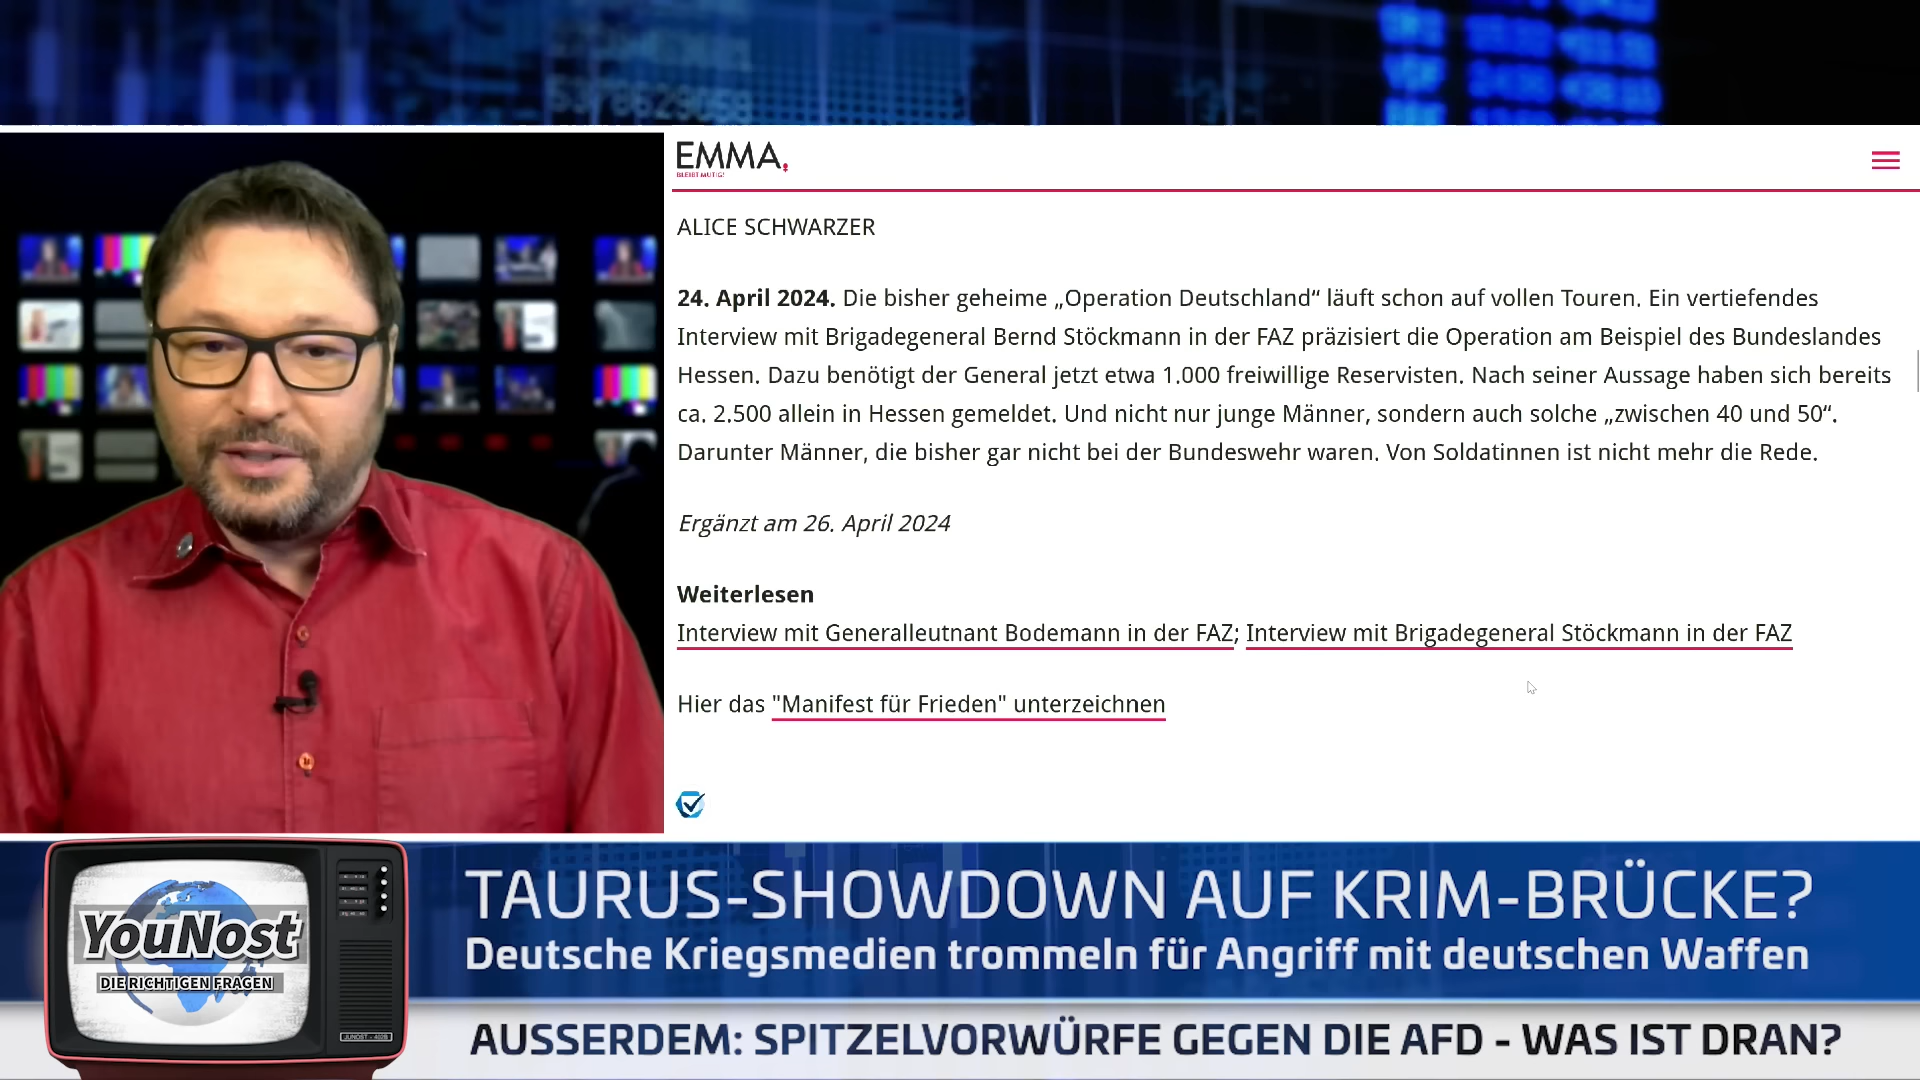 EMMA
BLEIBT MUTIG!
ALICE SCHWARZER
24. April 2024. Die bisher geheime „Operation Deutschland“ läuft schon auf vollen Touren. Ein vertiefendes
Interview mit Brigadegeneral Bernd Stöckmann in der FAZ präzisiert die Operation am Beispiel des Bundeslandes
Hessen. Dazu benötigt der General jetzt etwa 1.000 freiwillige Reservisten. Nach seiner Aussage haben sich bereits
ca. 2.500 allein in Hessen gemeldet. Und nicht nur junge Männer, sondern auch solche „zwischen 40 und 50“.
Darunter Männer, die bisher gar nicht bei der Bundeswehr waren. Von Soldatinnen ist nicht mehr die Rede.
Ergänzt am 26. April 2024
Weiterlesen
Interview mit Generalleutnant Bodemann in der FAZ; Interview mit Brigadegeneral Stöckmann in der FAZ
Hier das "Manifest für Frieden" unterzeichnen
YouNost
DIE RICHTIGEN FRAGEN
JUNOST - 402B
TAURUS-SHOWDOWN AUF KRIM-BRÜCKE?
Deutsche Kriegsmedien trommeln für Angriff mit deutschen Waffen
AUSSERDEM: SPITZELVORWÜRFE GEGEN DIE AFD - WAS IST DRAN?